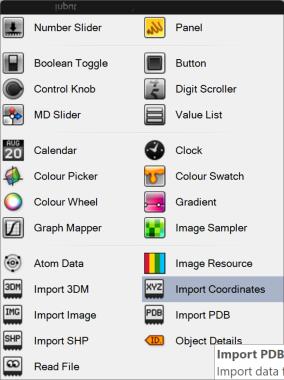 Number Slider
Panel
Boolean Toggle
Button
Control Knob
Digit Scroller
MD Slider
Value List
AUG
20
Calendar
Clock
Colour Picker
Colour Swatch
Colour Wheel
Gradient
Graph Mapper
Image Sampler
Atom Data
Image Resource
3DM
Import 3DM
XYZ
Import Coordinates
IMG
Import Image
PDB
Import PDB
SHP
Import SHP
ID
Object Details
Read File
Import PDB
Import data f